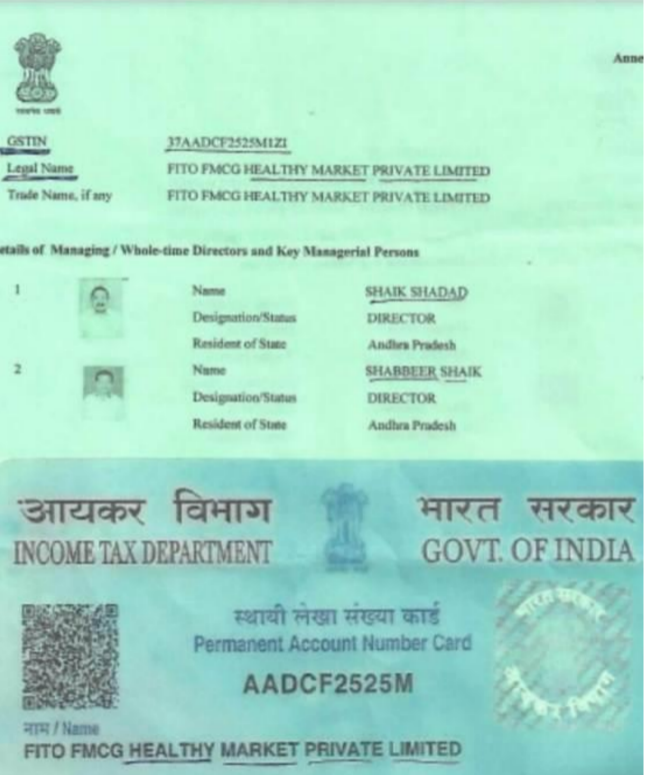 Anne
GSTIN 37AADCF2525M1ZI
Legal Name FITO FMCG HEALTHY MARKET PRIVATE LIMITED
Trade Name, if any FITO FMCG HEALTHY MARKET PRIVATE LIMITED
etails of Managing / Whole-time Directors and Key Managerial Persons
1 Name SHAIK SHADAD
Designation/Status DIRECTOR
Resident of State Andhra Pradesh
2 Name SHABBEER SHAIK
Designation/Status DIRECTOR
Resident of State Andhra Pradesh
आयकर विभाग भारत सरकार
INCOME TAX DEPARTMENT GOVT. OF INDIA
स्थायी लेखा संख्या कार्ड
Permanent Account Number Card
AADCF2525M
भारत सरकार
आयकर विभाग
नाम / Name
FITO FMCG HEALTHY MARKET PRIVATE LIMITED